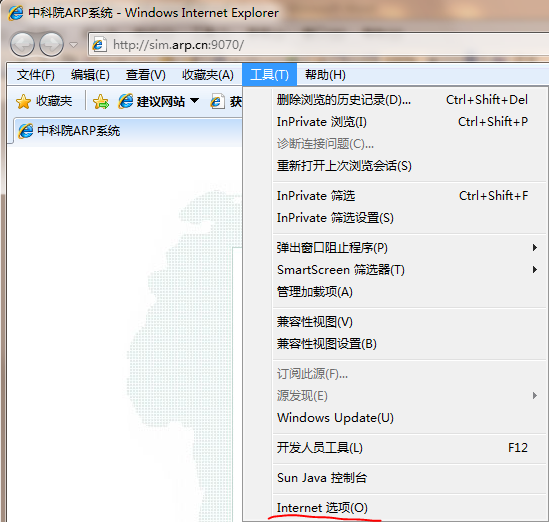 中科院ARP系统 - Windows Internet Explorer
http://sim.arp.cn:9070/
文件(F) 编辑(E) 查看(V) 收藏夹(A) 工具(T) 帮助(H)
收藏夹 建议网站 获
中科院ARP系统
删除浏览的历史记录(D)... Ctrl+Shift+Del
InPrivate 浏览(I) Ctrl+Shift+P
诊断连接问题(C)...
重新打开上次浏览会话(S)
InPrivate 筛选 Ctrl+Shift+F
InPrivate 筛选设置(S)
弹出窗口阻止程序(P)
SmartScreen 筛选器(T)
管理加载项(A)
兼容性视图(V)
兼容性视图设置(B)
订阅此源(F)...
源发现(E)
Windows Update(U)
开发人员工具(L) F12
Sun Java 控制台
Internet 选项(O)